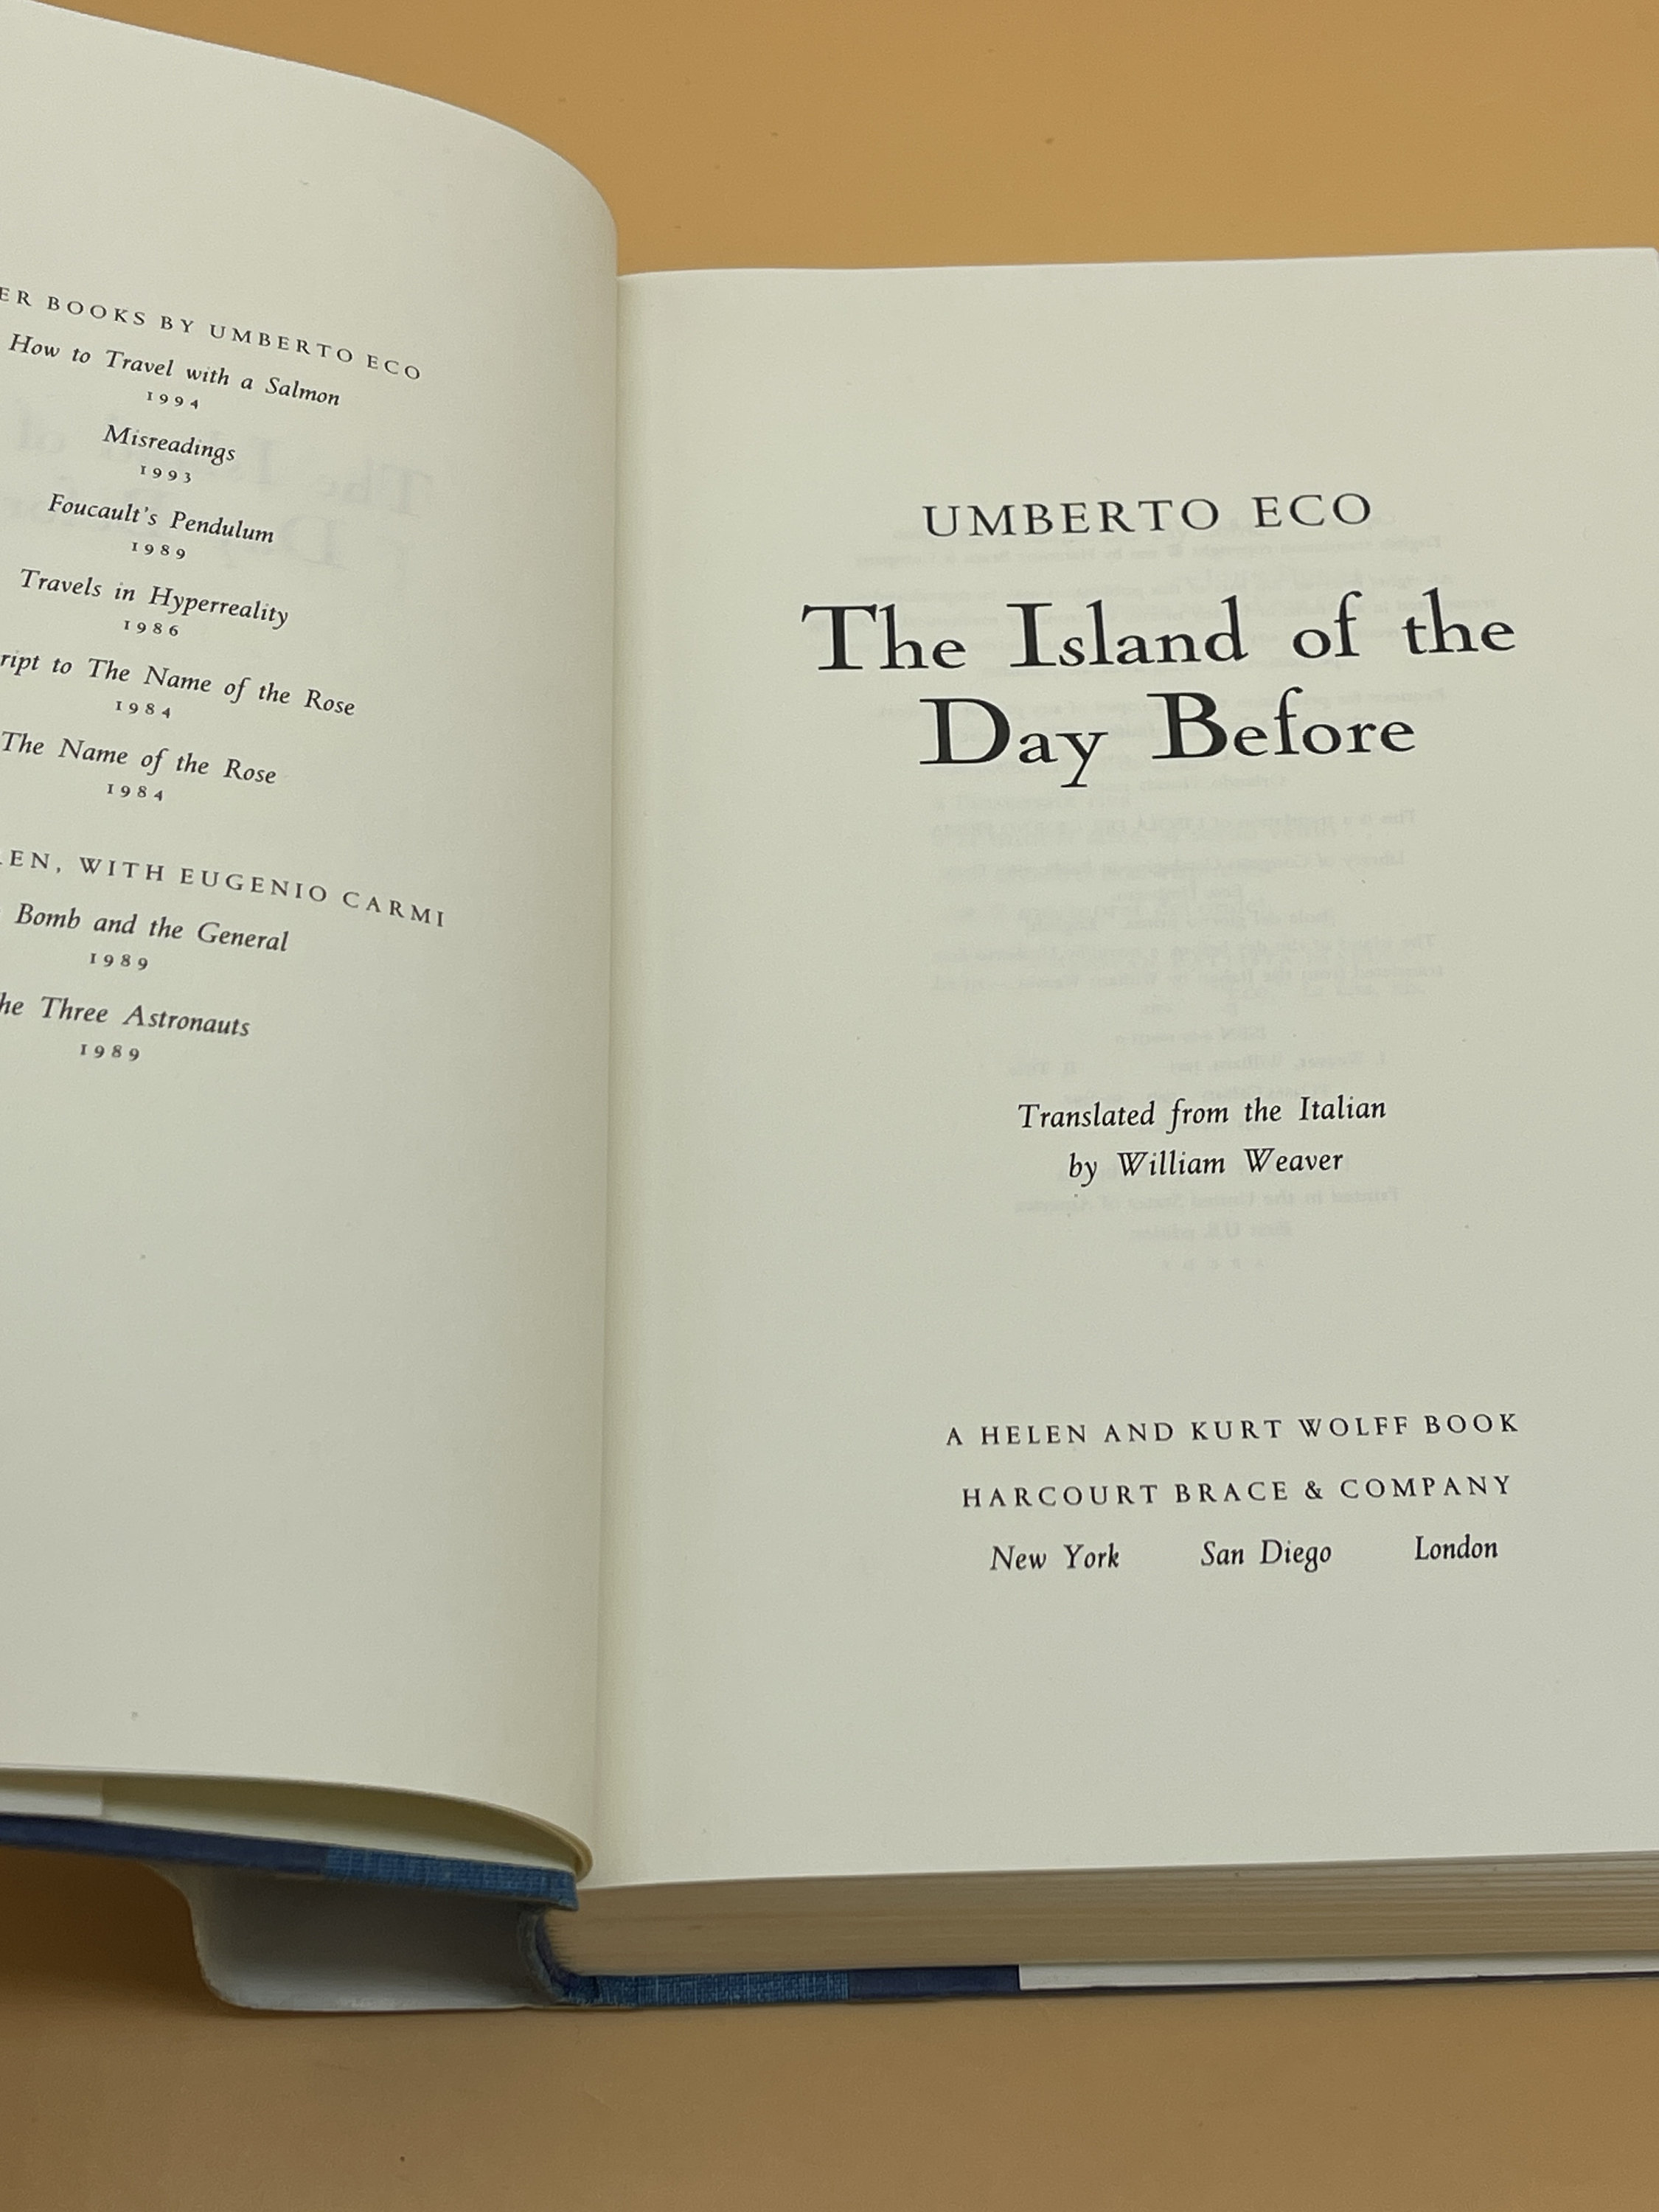 ER BOOKS BY UMBERTO ECO
How to Travel with a Salmon
1994
Misreadings
1993
Foucault's Pendulum
1989
Travels in Hyperreality
1986
ript to The Name of the Rose
1984
The Name of the Rose
1984
EN, WITH EUGENIO CARMI
Bomb and the General
1989
he Three Astronauts
1989
UMBERTO ECO
The Island of the
Day Before
Translated from the Italian
by William Weaver
A HELEN AND KURT WOLFF BOOK
HARCOURT BRACE & COMPANY
New York San Diego London